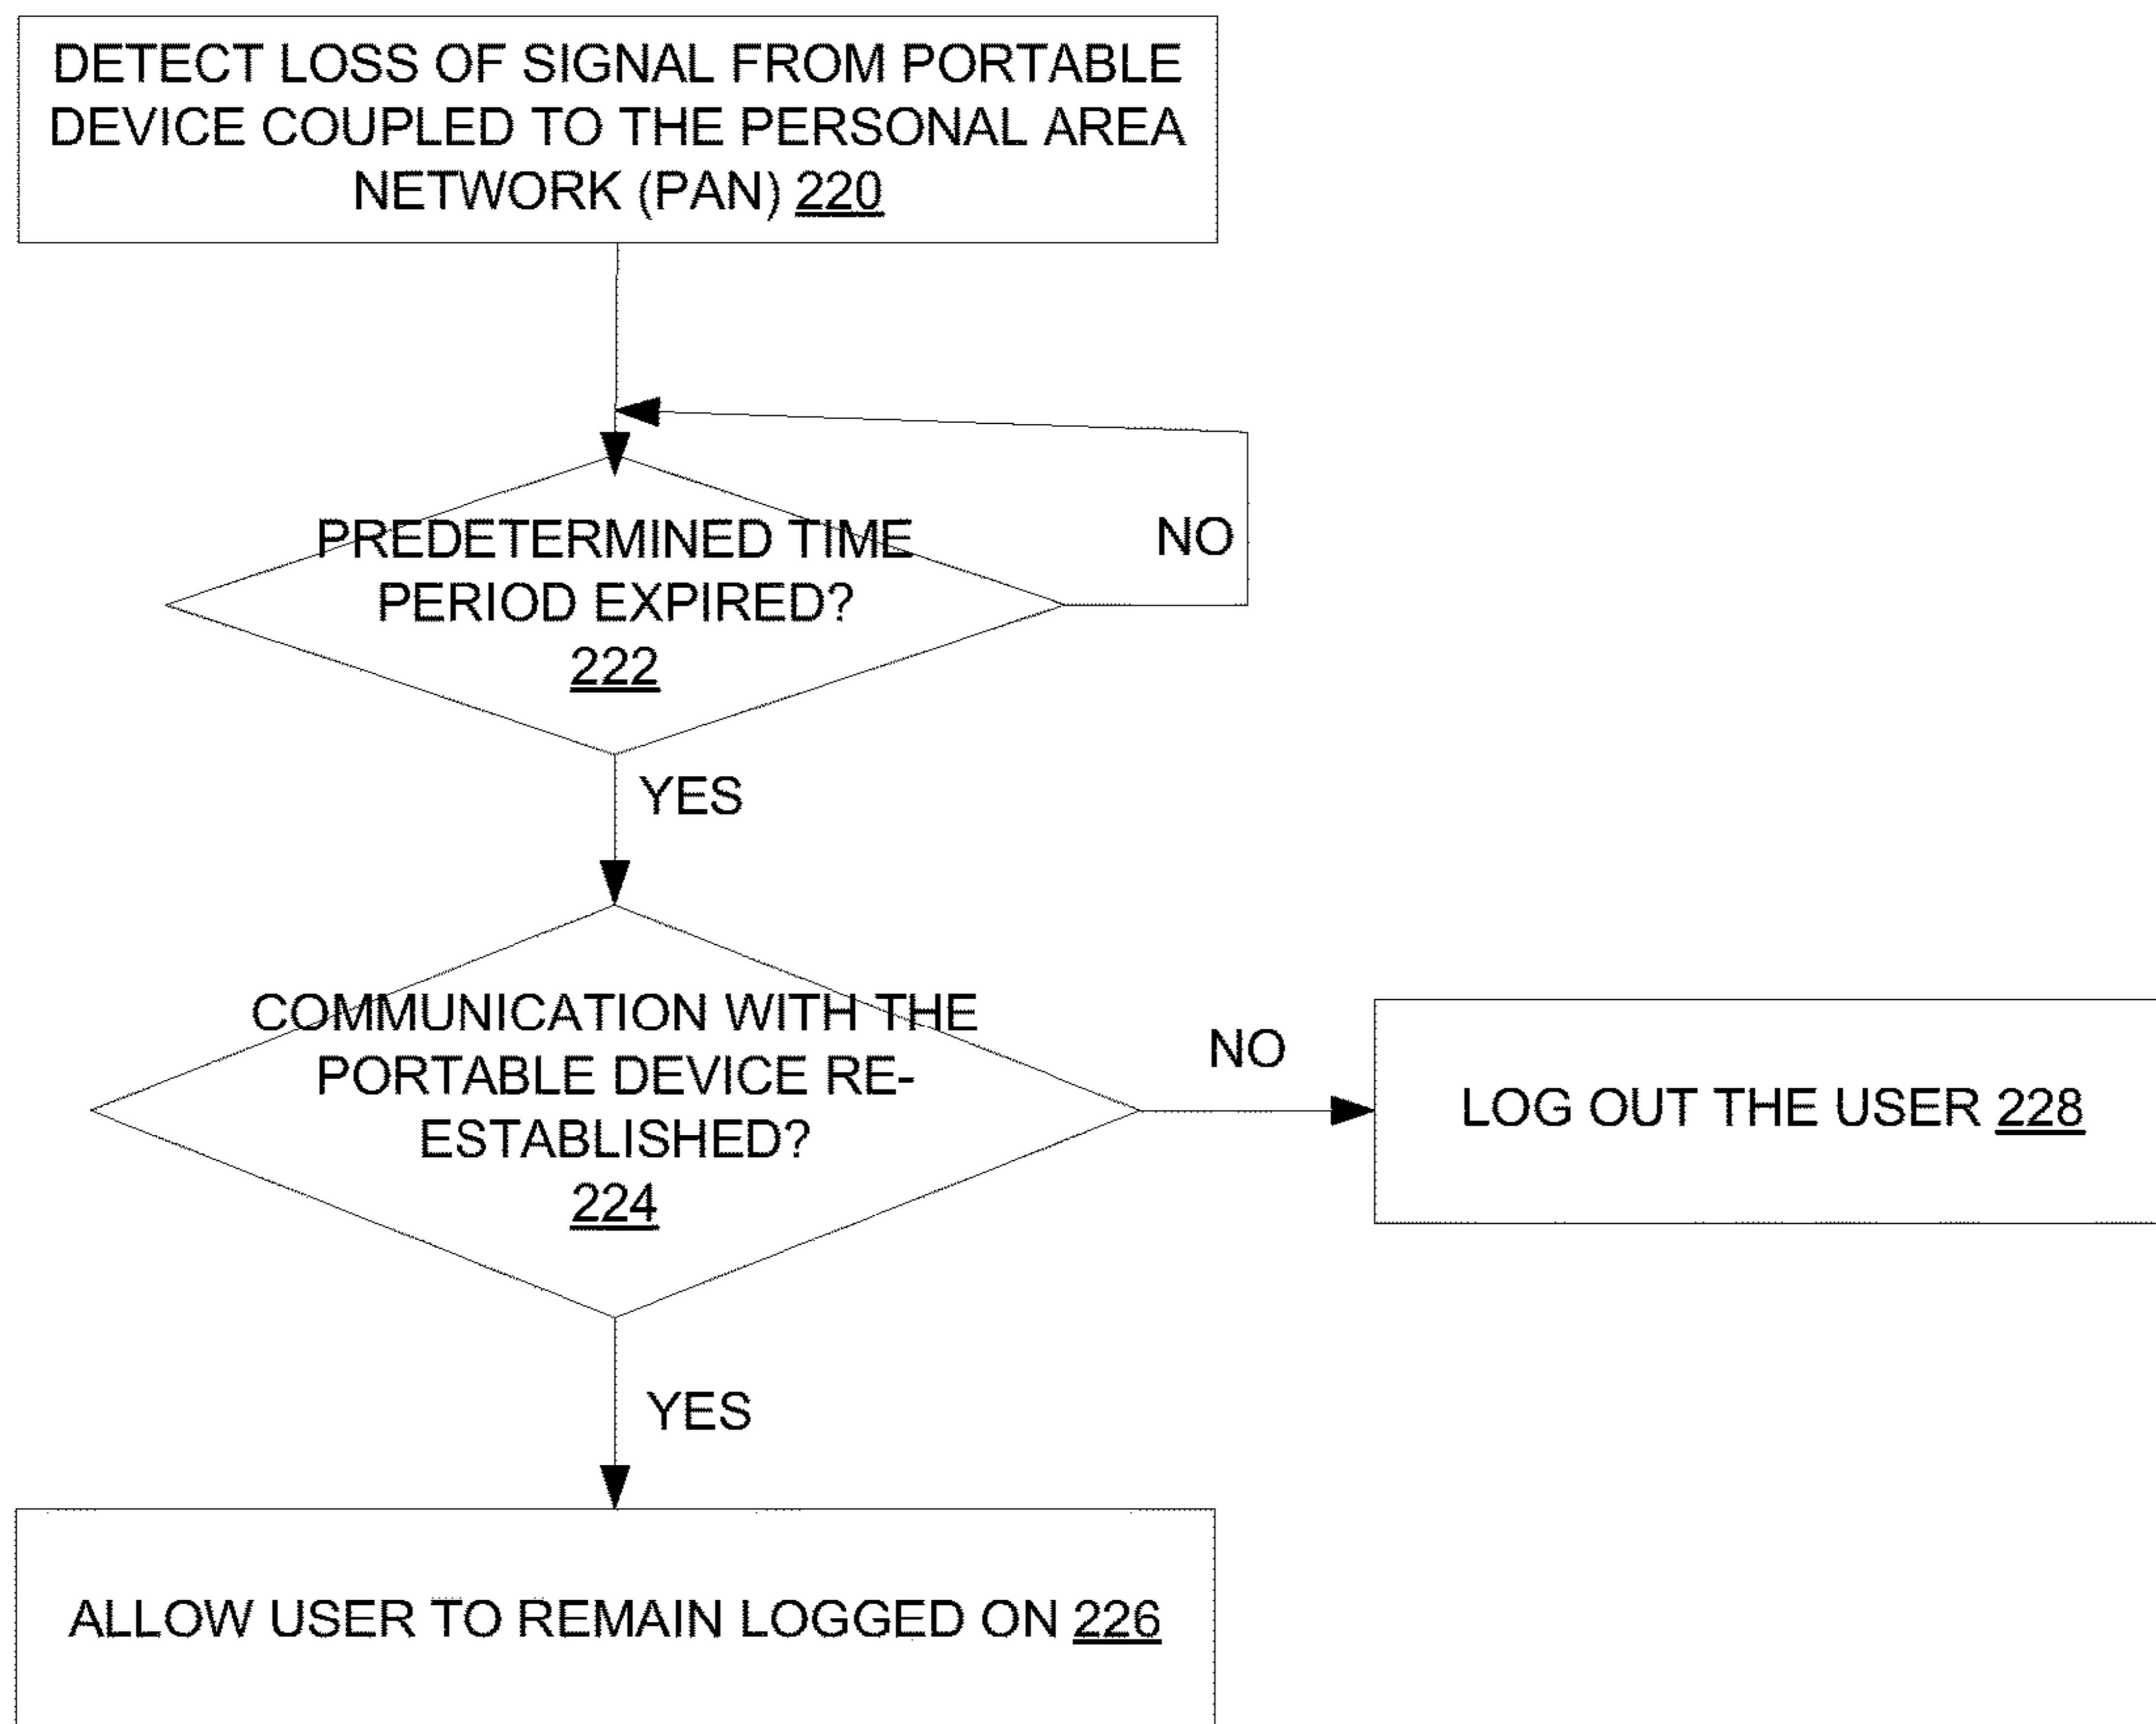 DETECT LOSS OF SIGNAL FROM PORTABLE
DEVICE COUPLED TO THE PERSONAL AREA
NETWORK (PAN) 220
PREDETERMINED TIME
PERIOD EXPIRED?
222
NO
YES
COMMUNICATION WITH THE
PORTABLE DEVICE RE-
ESTABLISHED?
224
NO
LOG OUT THE USER 228
YES
ALLOW USER TO REMAIN LOGGED ON 226